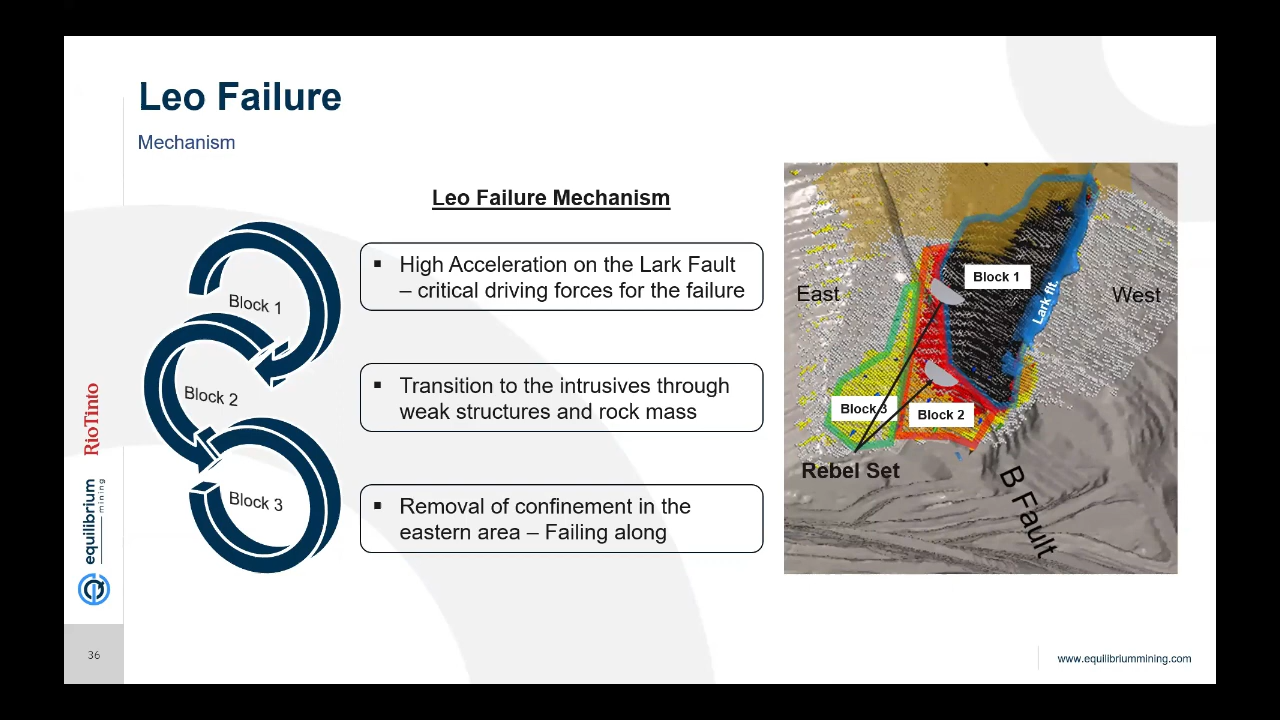 Leo Failure
Mechanism
Leo Failure Mechanism
Block 1
▪ High Acceleration on the Lark Fault
– critical driving forces for the failure
Block 2
▪ Transition to the intrusives through
weak structures and rock mass
Block 3
▪ Removal of confinement in the
eastern area – Failing along
East
West
Block 1
Lark flt.
Block 3
Block 2
Rebel Set
B Fault
RioTinto
equilibrium
mining
36
www.equilibriummining.com